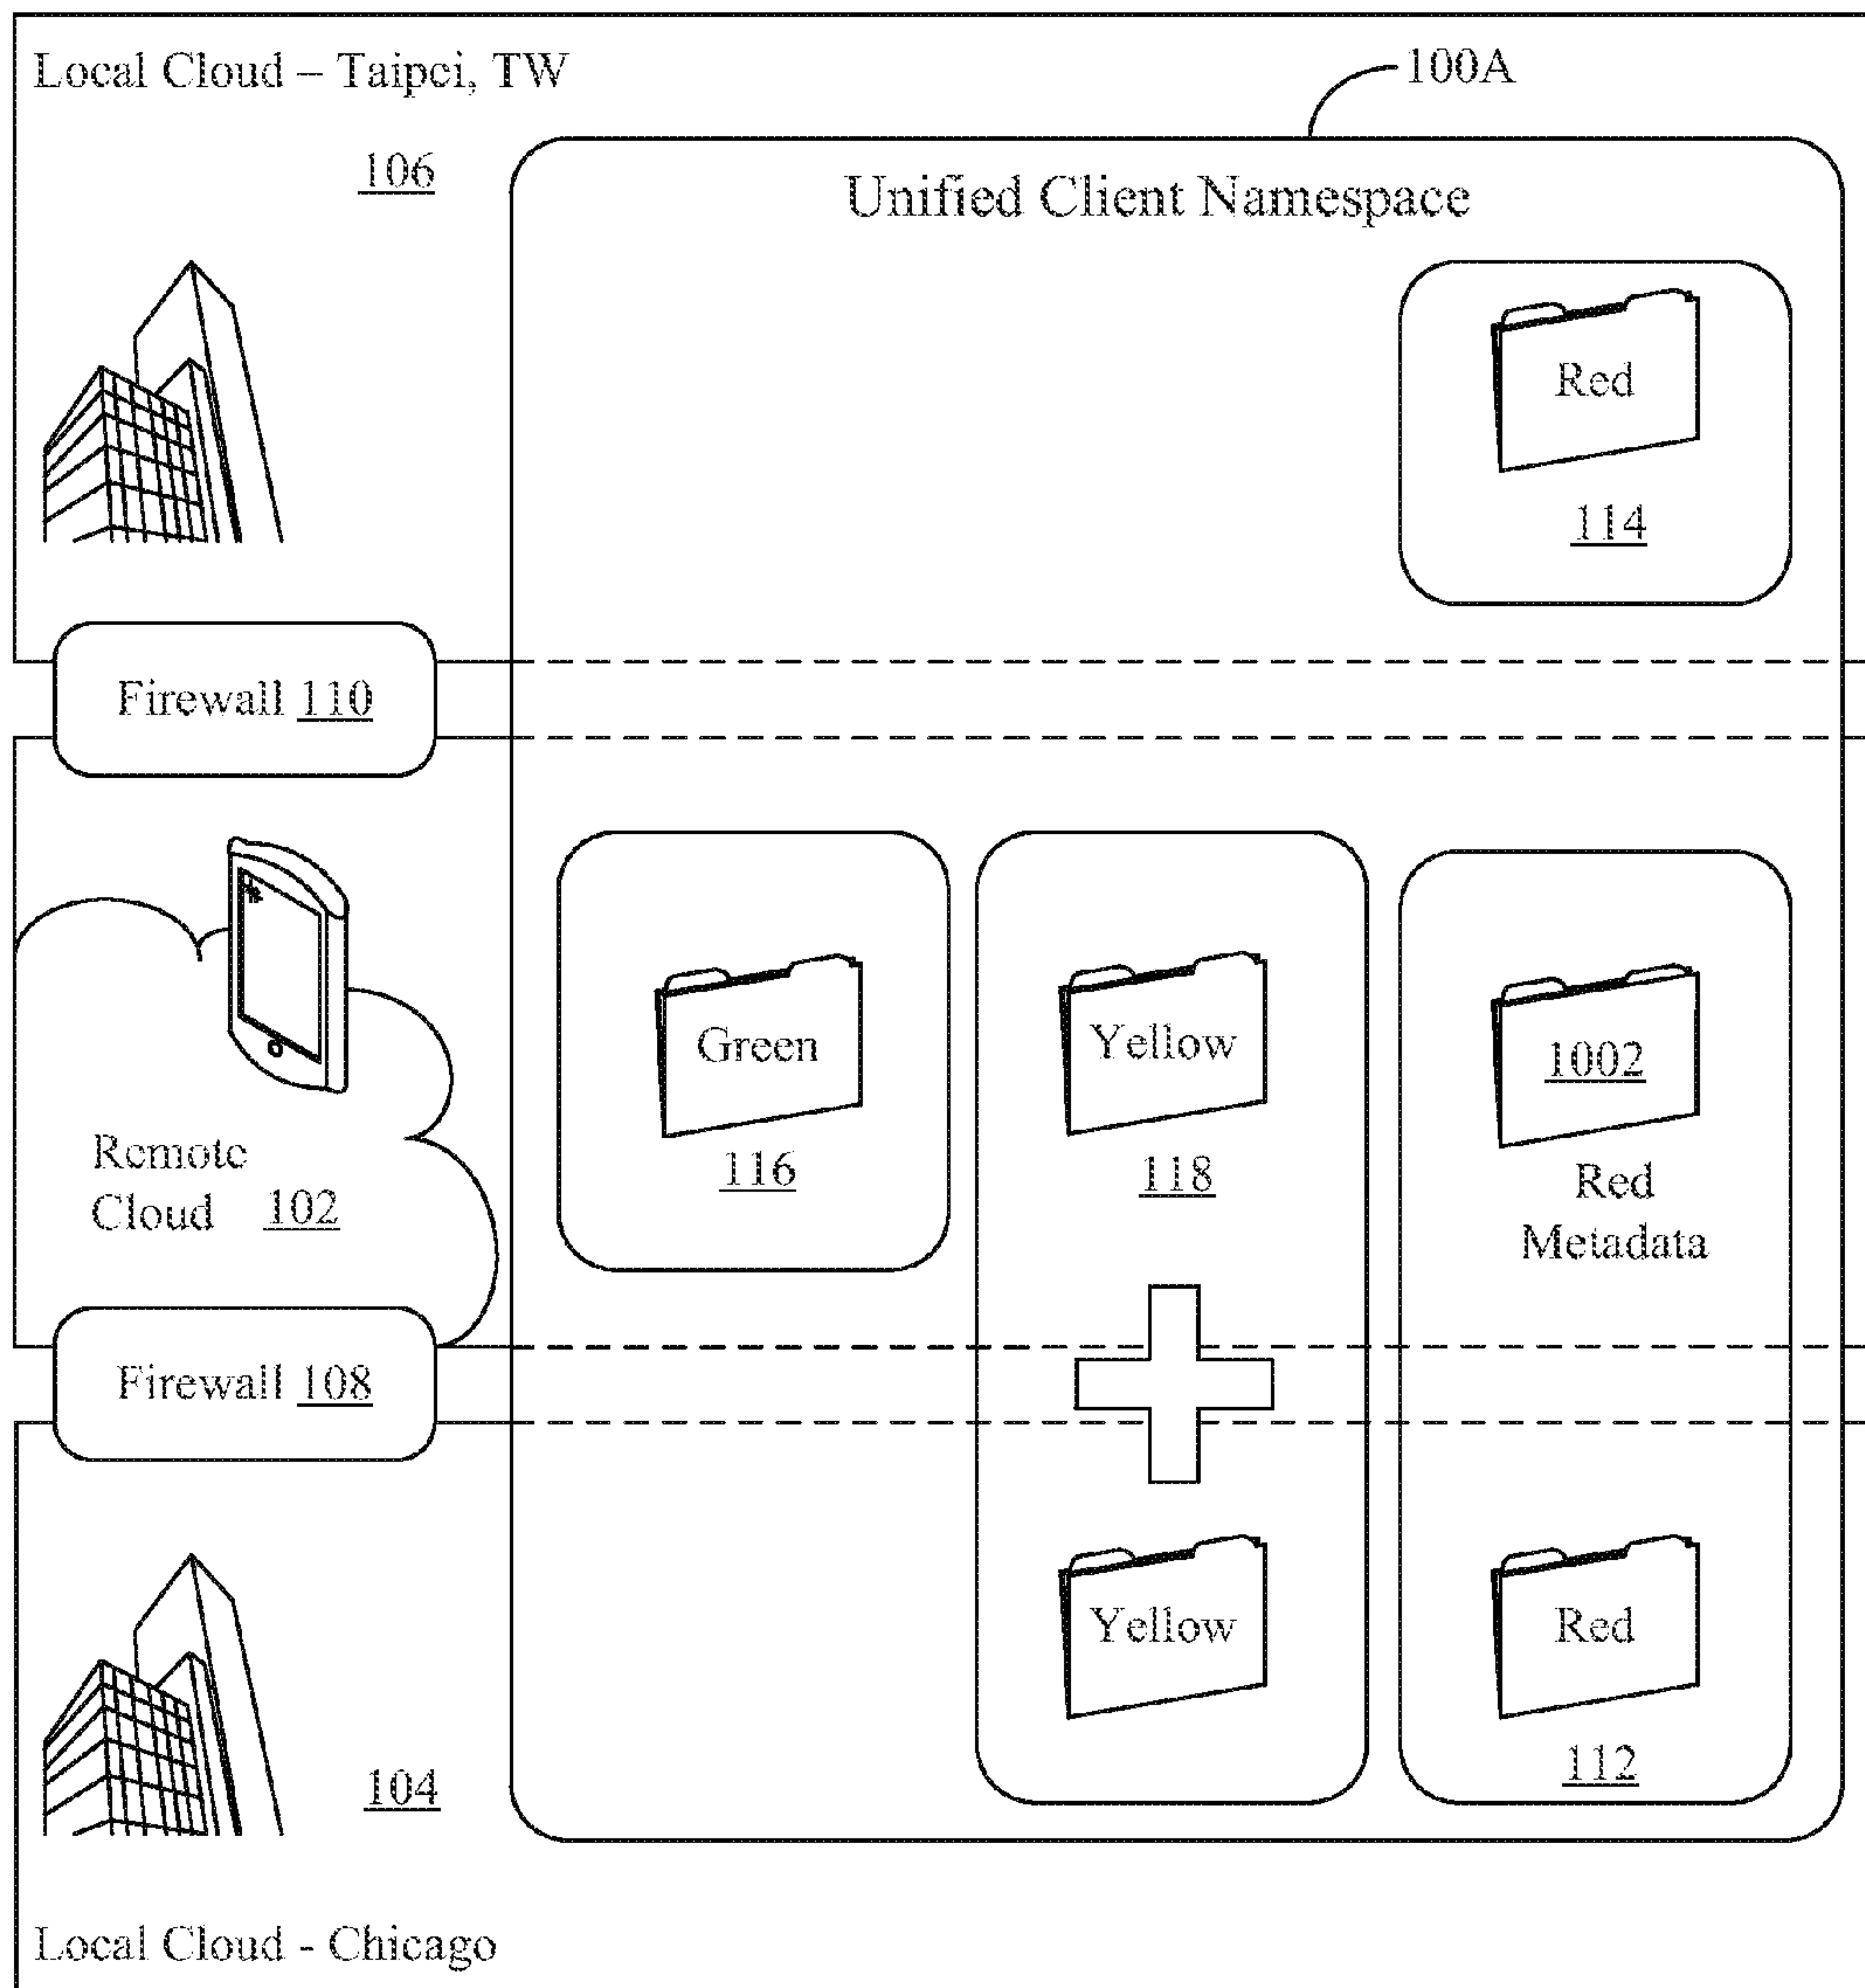 Local Cloud – Taipei, TW
100A
106
Unified Client Namespace
Red
114
Firewall 110
Green
Yellow
1002
116
118
Red
Metadata
Remote
Cloud 102
Firewall 108
Yellow
Red
112
104
Local Cloud - Chicago